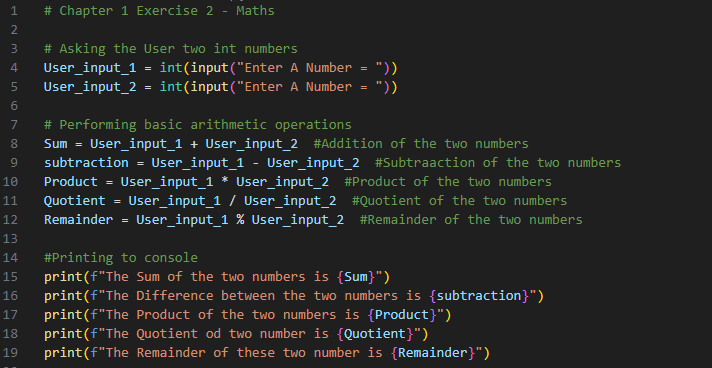 1 # Chapter 1 Exercise 2 - Maths
2
3 # Asking the User two int numbers
4 User_input_1 = int(input("Enter A Number = "))
5 User_input_2 = int(input("Enter A Number = "))
6
7 # Performing basic arithmetic operations
8 Sum = User_input_1 + User_input_2  #Addition of the two numbers
9 subtraction = User_input_1 - User_input_2  #Subtraaction of the two numbers
10 Product = User_input_1 * User_input_2  #Product of the two numbers
11 Quotient = User_input_1 / User_input_2  #Quotient of the two numbers
12 Remainder = User_input_1 % User_input_2  #Remainder of the two numbers
13
14 #Printing to console
15 print(f"The Sum of the two numbers is {Sum}")
16 print(f"The Difference between the two numbers is {subtraction}")
17 print(f"The Product of the two numbers is {Product}")
18 print(f"The Quotient od two number is {Quotient}")
19 print(f"The Remainder of these two number is {Remainder}")